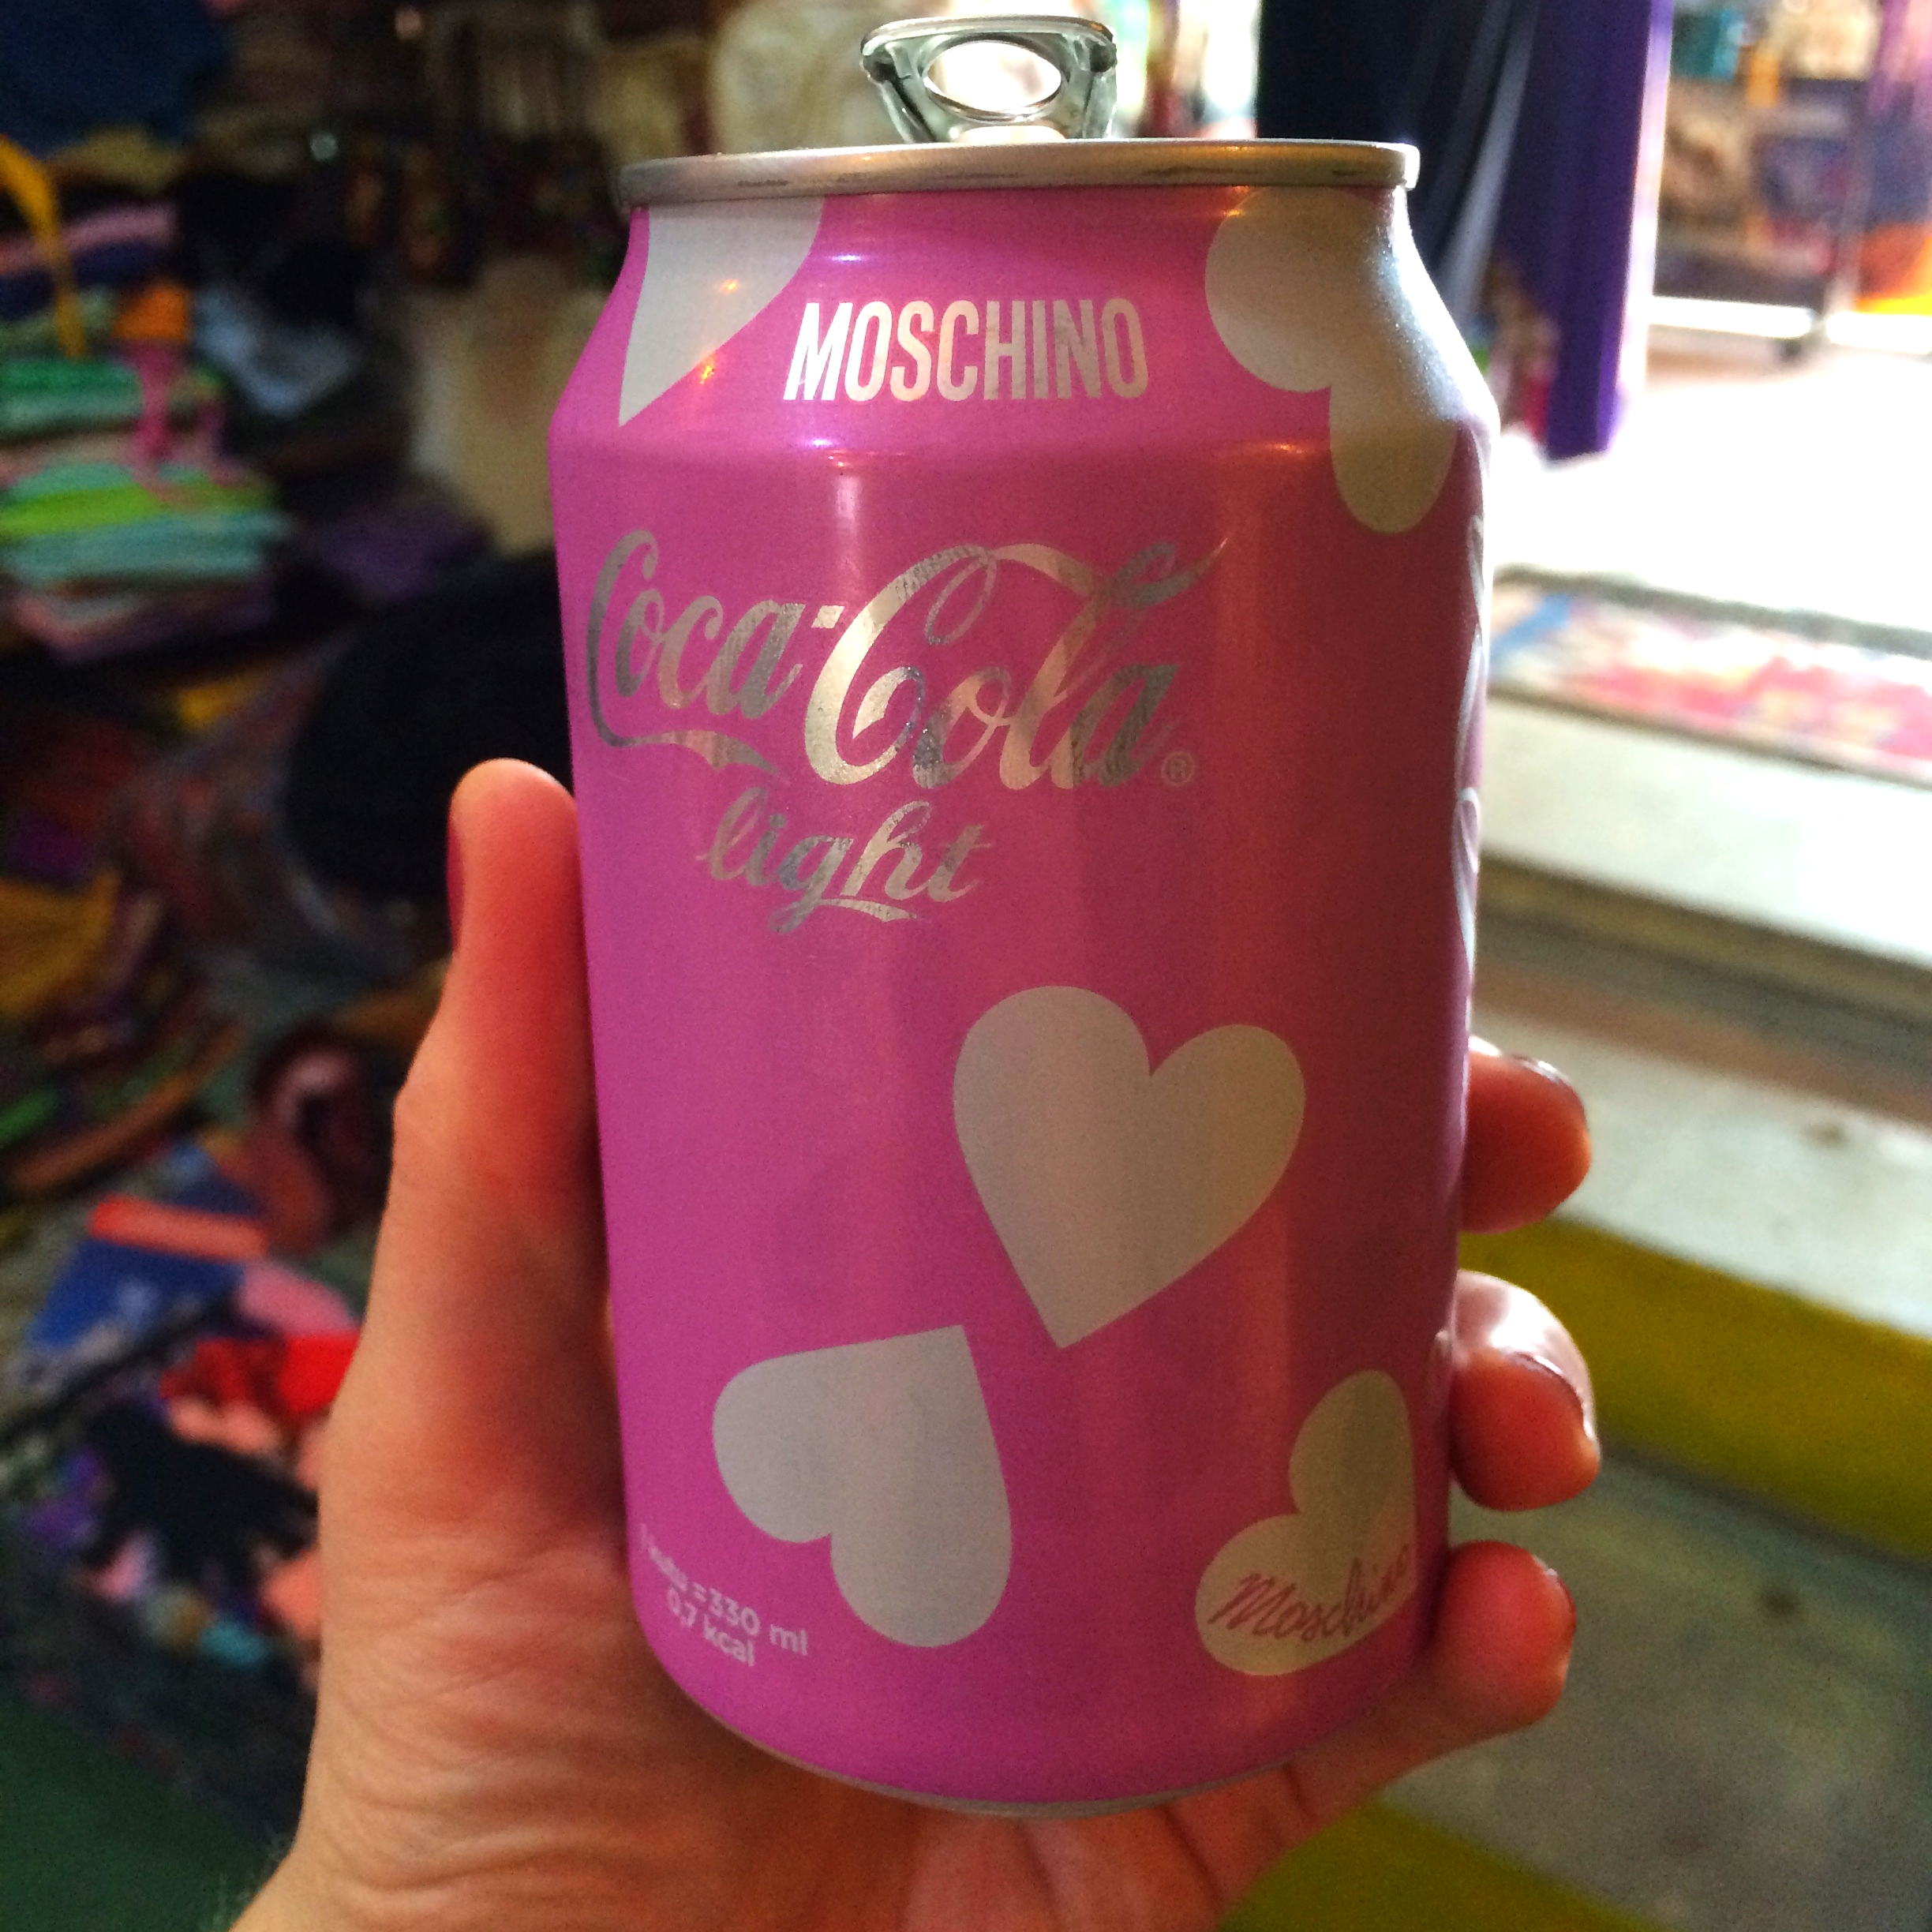 MOSCHINO
Coca-Cola®
light
= 330 ml
0,7 kcal
Moschino